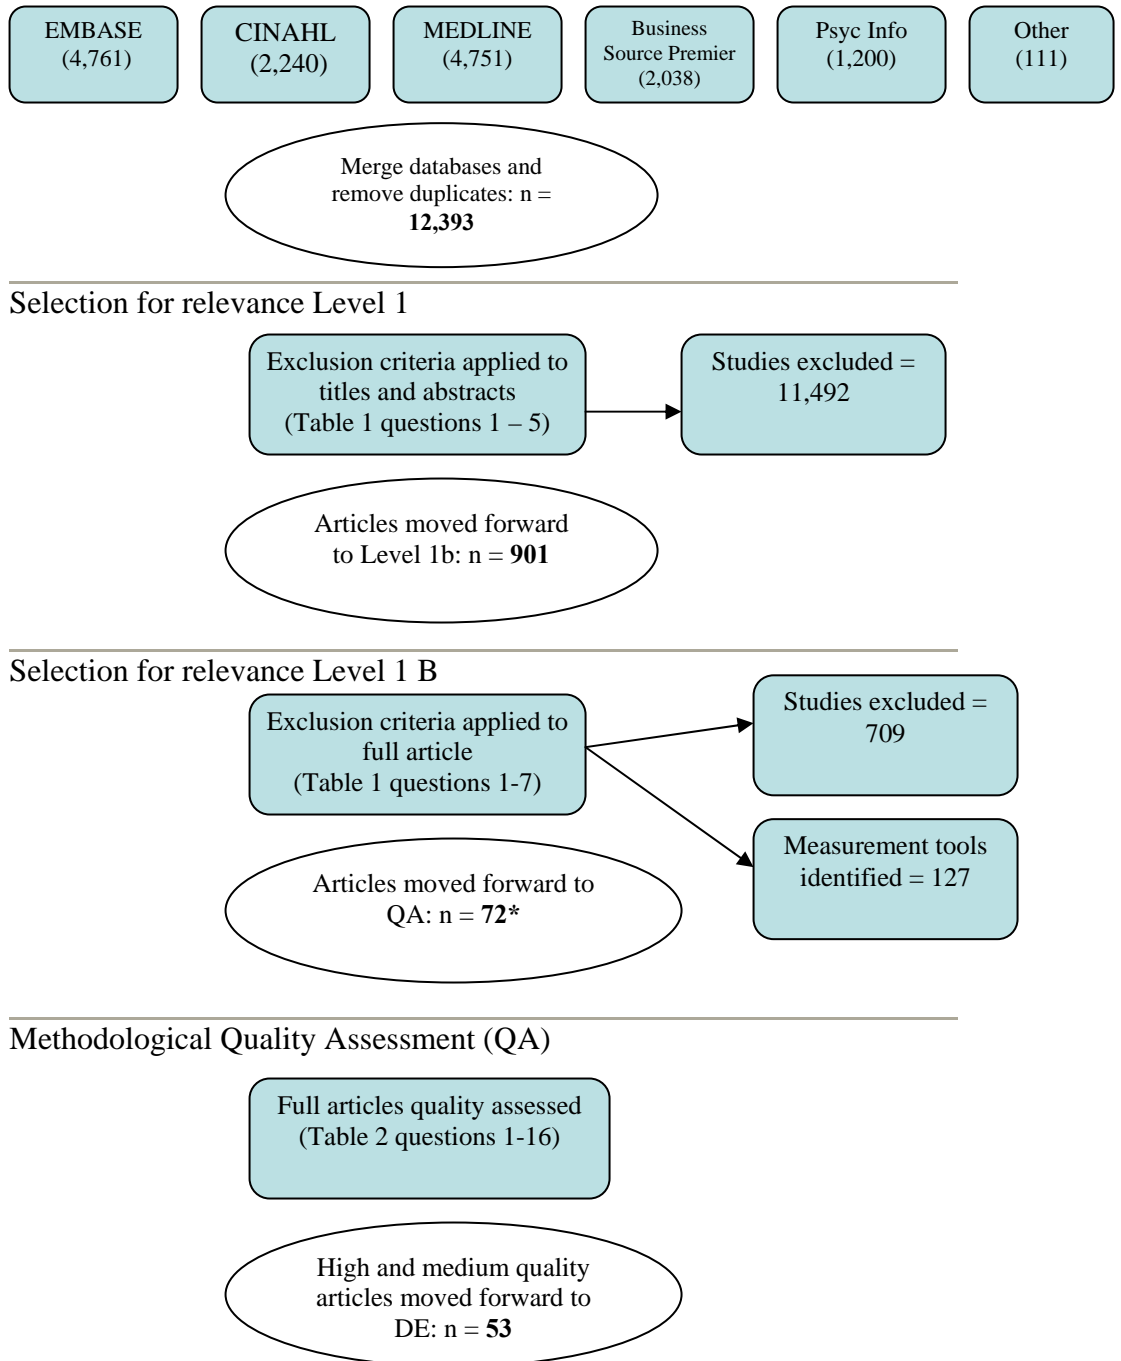 EMBASE
(4,761)
CINAHL
(2,240)
MEDLINE
(4,751)
Business
Source Premier
(2,038)
Psyc Info
(1,200)
Other
(111)
Merge databases and
remove duplicates: n =
12,393
Selection for relevance Level 1
Exclusion criteria applied to
titles and abstracts
(Table 1 questions 1 – 5)
Studies excluded =
11,492
Articles moved forward
to Level 1b: n = 901
Selection for relevance Level 1 B
Exclusion criteria applied to
full article
(Table 1 questions 1-7)
Studies excluded =
709
Measurement tools
identified = 127
Articles moved forward to
QA: n = 72*
Methodological Quality Assessment (QA)
Full articles quality assessed
(Table 2 questions 1-16)
High and medium quality
articles moved forward to
DE: n = 53